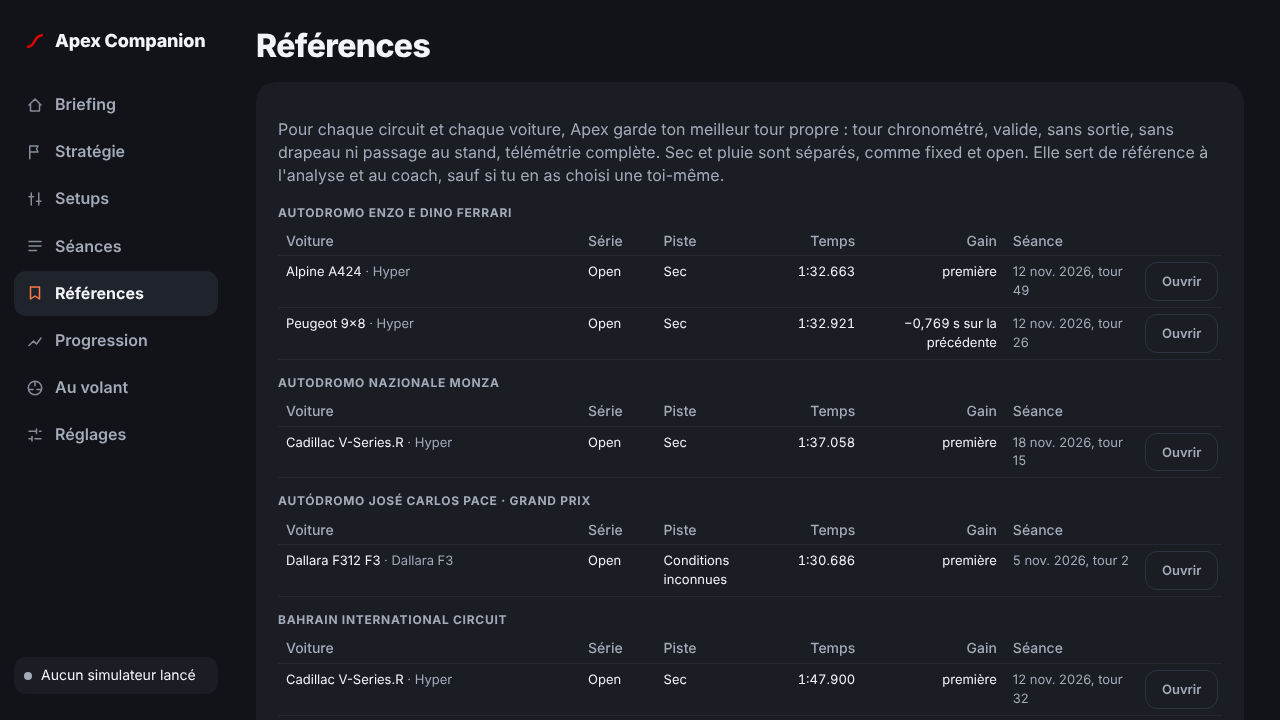 Apex Companion
Briefing
Stratégie
Setups
Séances
Références
Progression
Au volant
Réglages
Aucun simulateur lancé
Références
Pour chaque circuit et chaque voiture, Apex garde ton meilleur tour propre : tour chronométré, valide, sans sortie, sans
drapeau ni passage au stand, télémétrie complète. Sec et pluie sont séparés, comme fixed et open. Elle sert de référence à
l'analyse et au coach, sauf si tu en as choisi une toi-même.
AUTODROMO ENZO E DINO FERRARI
Voiture Série Piste Temps Gain Séance
Alpine A424 · Hyper Open Sec 1:32.663 première 12 nov. 2026, tour
49
Ouvrir
Peugeot 9×8 · Hyper Open Sec 1:32.921 −0,769 s sur la 12 nov. 2026, tour
précédente 26
Ouvrir
AUTODROMO NAZIONALE MONZA
Voiture Série Piste Temps Gain Séance
Cadillac V-Series.R · Hyper Open Sec 1:37.058 première 18 nov. 2026, tour
15
Ouvrir
AUTÓDROMO JOSÉ CARLOS PACE · GRAND PRIX
Voiture Série Piste Temps Gain Séance
Dallara F312 F3 · Dallara F3 Open Conditions 1:30.686 première 5 nov. 2026, tour 2
inconnues
Ouvrir
BAHRAIN INTERNATIONAL CIRCUIT
Voiture Série Piste Temps Gain Séance
Cadillac V-Series.R · Hyper Open Sec 1:47.900 première 12 nov. 2026, tour
32
Ouvrir